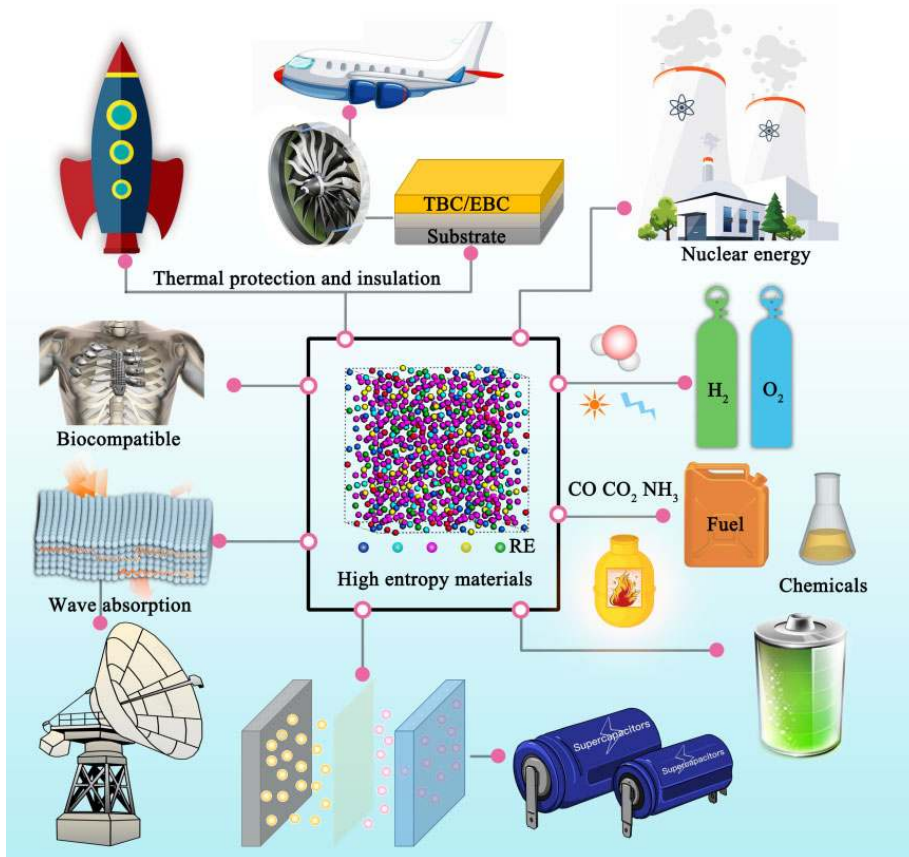 TBC/EBC
Substrate
Nuclear energy
Thermal protection and insulation
H₂
O₂
Biocompatible
CO CO₂ NH₃
Fuel
RE
High entropy materials
Chemicals
Wave absorption
Supercapacitors
Supercapacitors